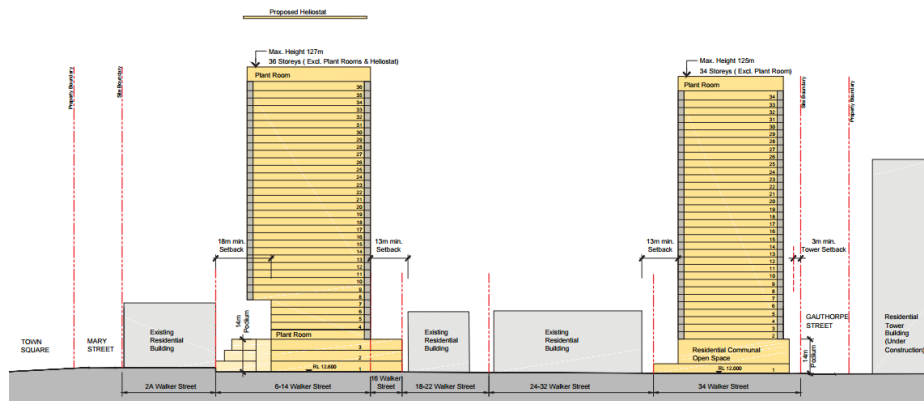 Proposed Heliostat
Max. Height 127m
36 Storeys ( Excl. Plant Rooms & Heliostat)
Plant Room
36
35
34
33
32
31
30
29
28
27
26
25
24
23
22
21
20
19
18
17
16
15
14
13
12
11
10
9
8
7
6
5
4
Plant Room
3
2
RL 12.600
1
Property Boundary
Site Boundary
18m min.
Setback
13m min.
Setback
14m
Podium
Existing
Residential
Building
TOWN
SQUARE
MARY
STREET
2A Walker Street
6-14 Walker Street
16 Walker
Street
Existing
Residential
Building
18-22 Walker Street
Existing
Residential
Building
24-32 Walker Street
Max. Height 125m
34 Storeys (Excl. Plant Room)
Plant Room
34
33
32
31
30
29
28
27
26
25
24
23
22
21
20
19
18
17
16
15
14
13
12
11
10
9
8
7
6
5
4
3
2
Residential Communal
Open Space
RL 12.000
1
13m min.
Setback
3m min.
Tower Setback
Site Boundary
Property Boundary
14m
Podium
34 Walker Street
GAUTHORPE
STREET
Residential
Tower
Building
(Under
Construction)